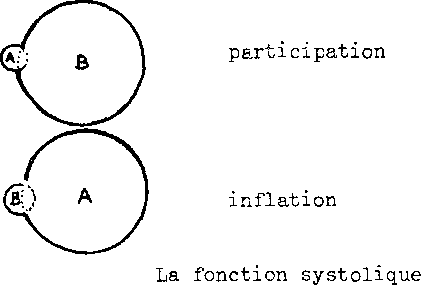 A B participation
B A inflation
La fonction systolique